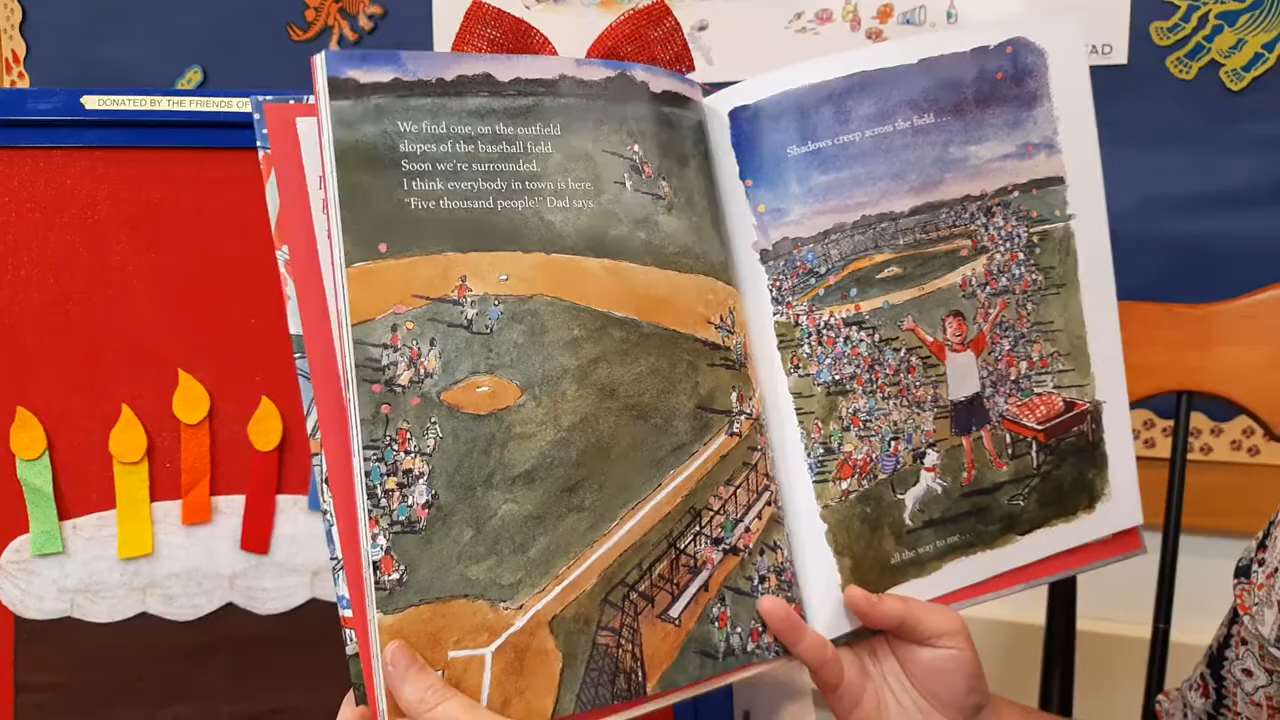 DONATED BY THE FRIENDS OF
We find one, on the outfield
slopes of the baseball field.
Soon we're surrounded.
I think everybody in town is here.
"Five thousand people!" Dad says.
Shadows creep across the field . . .
all the way to me . . .